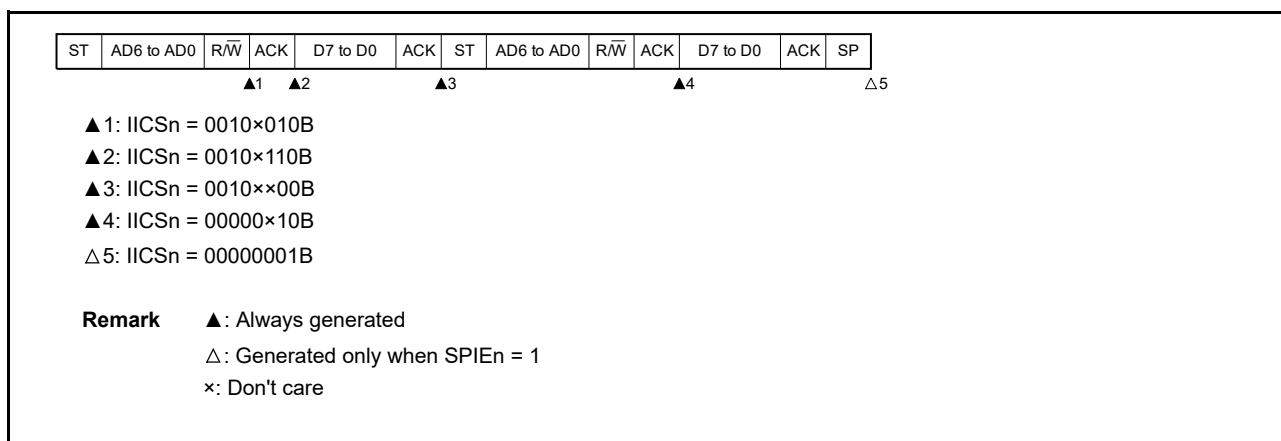 ST AD6 to AD0 R/W̅ ACK D7 to D0 ACK ST AD6 to AD0 R/W̅ ACK D7 to D0 ACK SP
▲1 ▲2 ▲3 ▲4 △5
▲1: IICSn = 0010×010B
▲2: IICSn = 0010×110B
▲3: IICSn = 0010××00B
▲4: IICSn = 00000×10B
△5: IICSn = 00000001B
Remark ▲: Always generated
△: Generated only when SPIEn = 1
×: Don't care